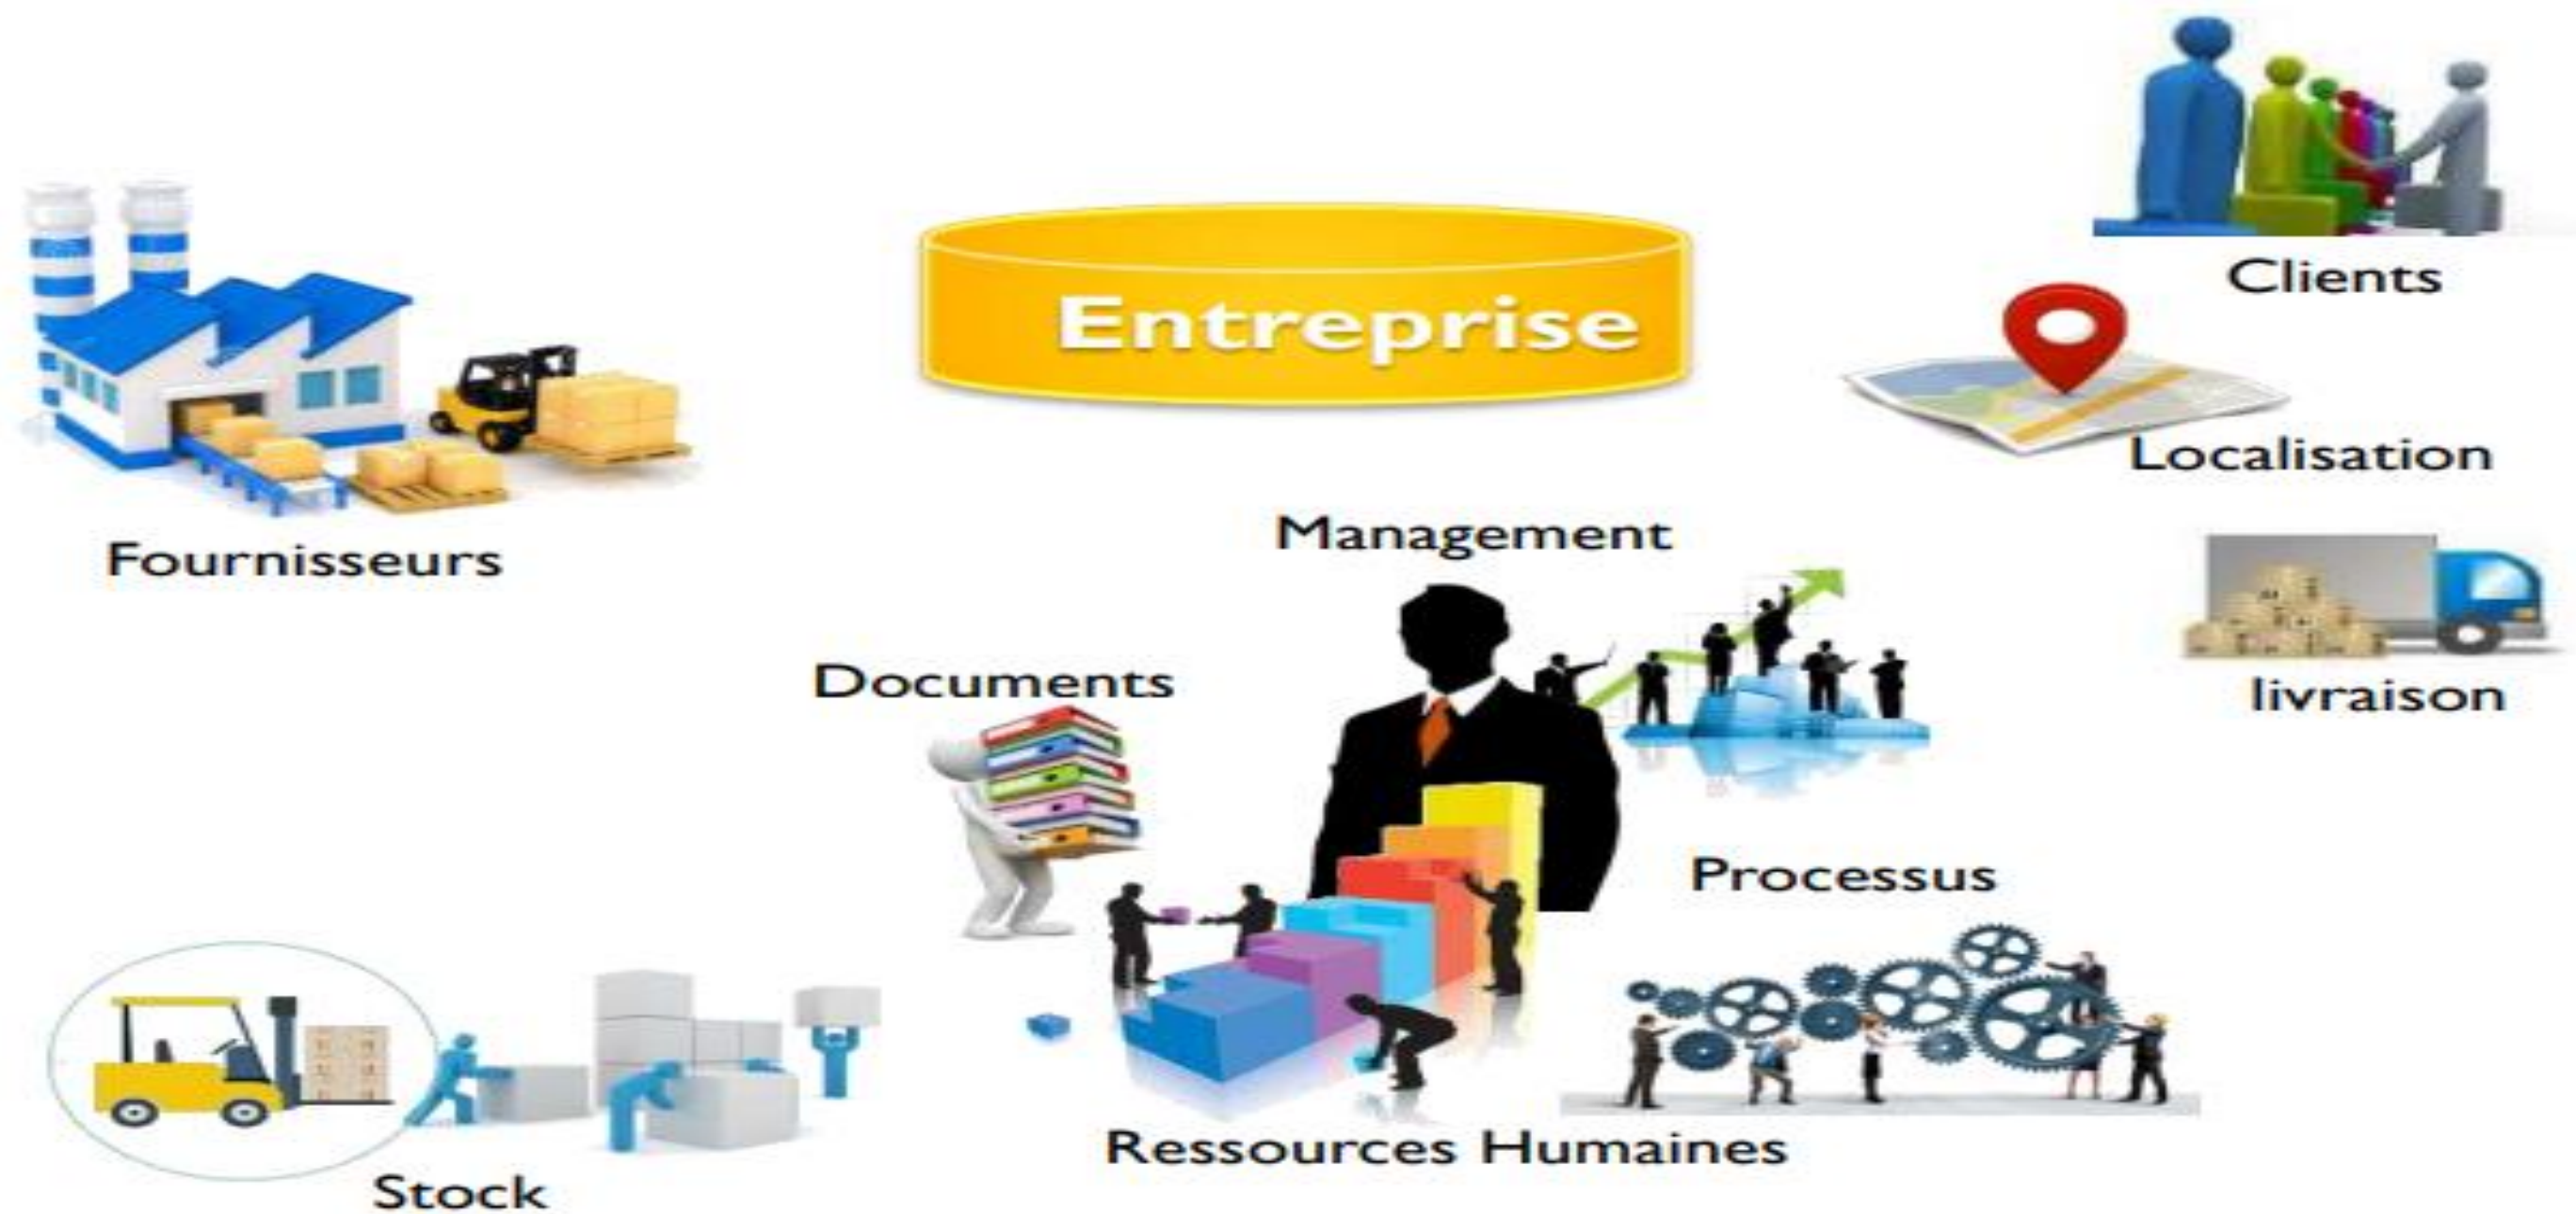 Clients
Entreprise
Localisation
Management
Fournisseurs
Documents
livraison
Processus
Ressources Humaines
Stock